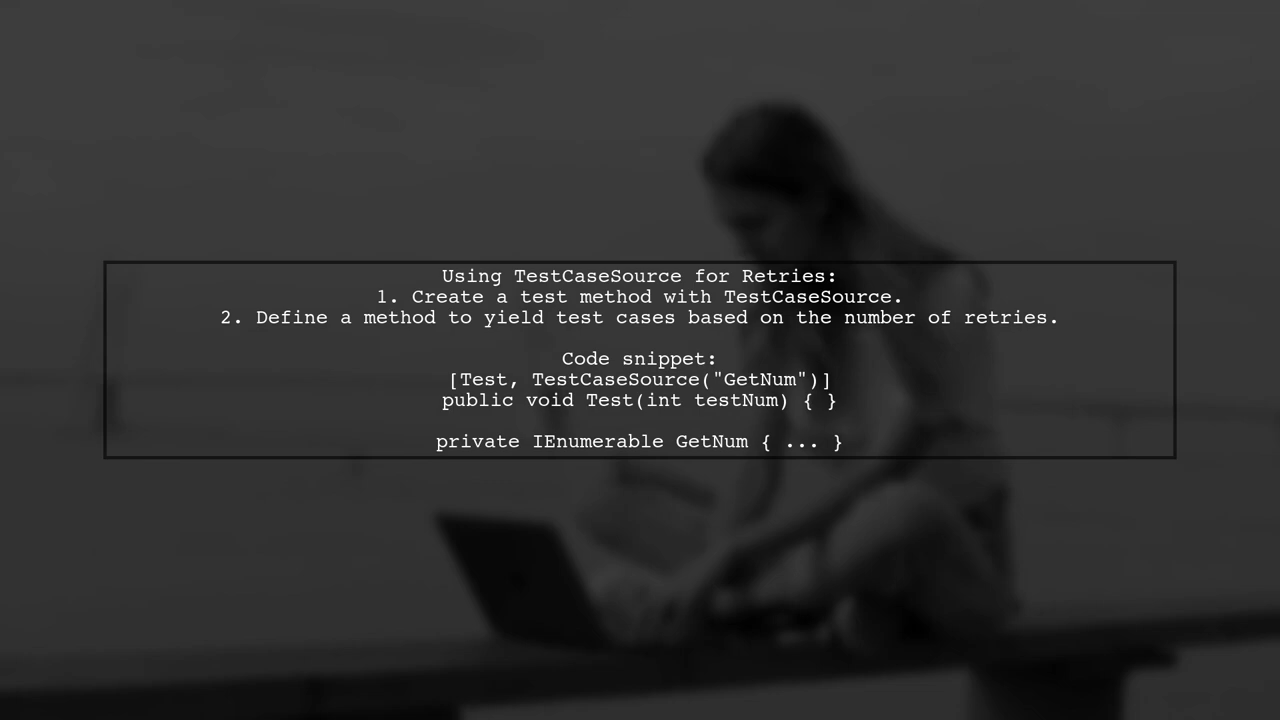 Using TestCaseSource for Retries:
1. Create a test method with TestCaseSource.
2. Define a method to yield test cases based on the number of retries.
Code snippet:
[Test, TestCaseSource("GetNum")]
public void Test(int testNum) { }
private IEnumerable GetNum { ... }